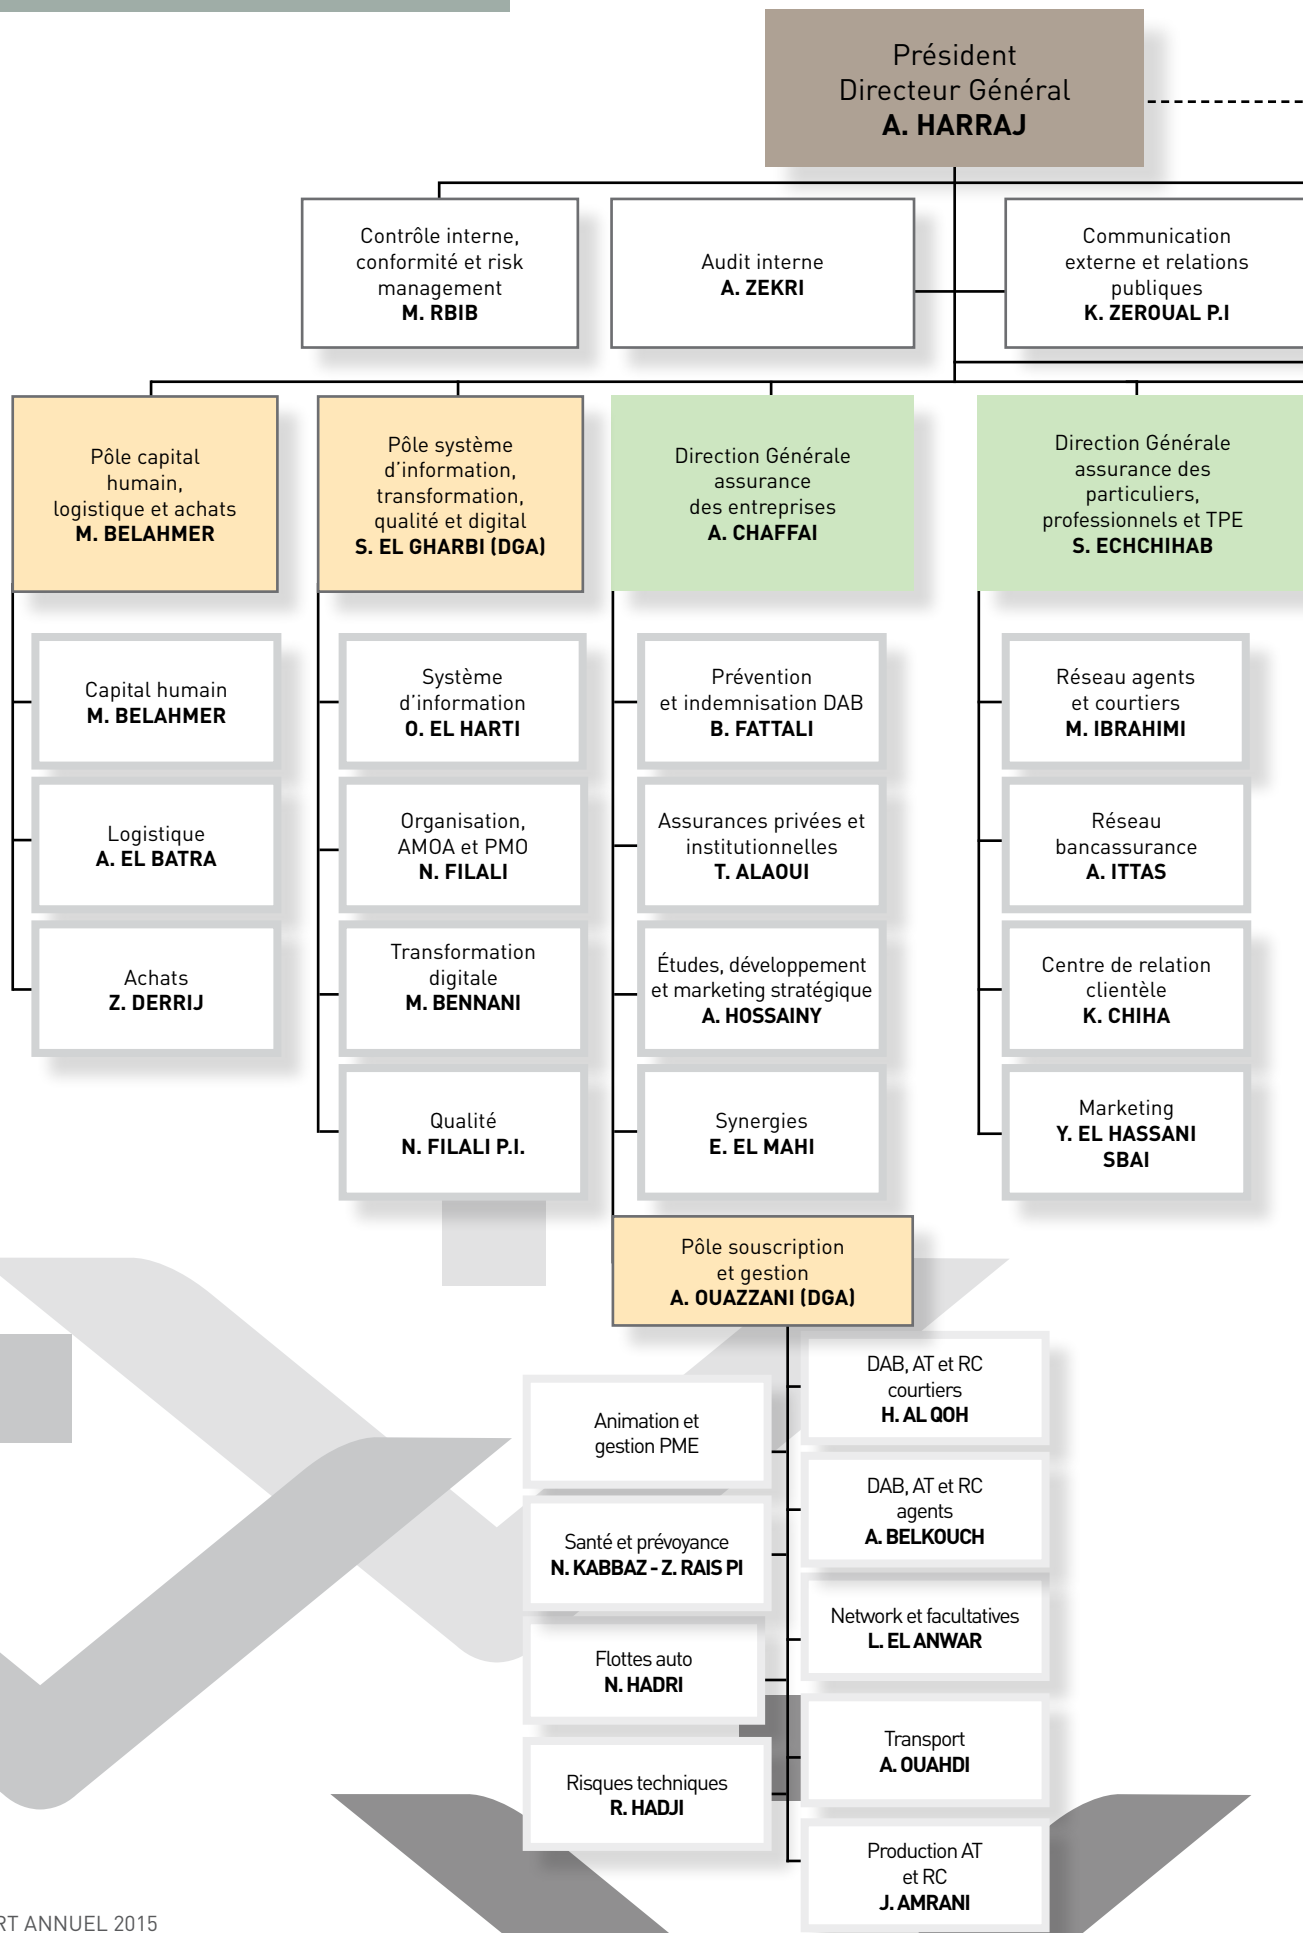 Président
Directeur Général
A. HARRAJ
Contrôle interne,
conformité et risk
management
M. RBIB
Audit interne
A. ZEKRI
Communication
externe et relations
publiques
K. ZEROUAL P.I
Pôle capital
humain,
logistique et achats
M. BELAHMER
Pôle système
d'information,
transformation,
qualité et digital
S. EL GHARBI (DGA)
Direction Générale
assurance
des entreprises
A. CHAFFAI
Direction Générale
assurance des
particuliers,
professionnels et TPE
S. ECHCHIHAB
Capital humain
M. BELAHMER
Logistique
A. EL BATRA
Achats
Z. DERRIJ
Système
d'information
O. EL HARTI
Organisation,
AMOA et PMO
N. FILALI
Transformation
digitale
M. BENNANI
Qualité
N. FILALI P.I.
Prévention
et indemnisation DAB
B. FATTALI
Assurances privées et
institutionnelles
T. ALAOUI
Études, développement
et marketing stratégique
A. HOSSAINY
Synergies
E. EL MAHI
Réseau agents
et courtiers
M. IBRAHIMI
Réseau
bancassurance
A. ITTAS
Centre de relation
clientèle
K. CHIHA
Marketing
Y. EL HASSANI
SBAI
Pôle souscription
et gestion
A. OUAZZANI (DGA)
Animation et
gestion PME
Santé et prévoyance
N. KABBAZ - Z. RAIS PI
Flottes auto
N. HADRI
Risques techniques
R. HADJI
DAB, AT et RC
courtiers
H. AL QOH
DAB, AT et RC
agents
A. BELKOUCH
Network et facultatives
L. EL ANWAR
Transport
A. OUAHDI
Production AT
et RC
J. AMRANI
RT ANNUEL 2015